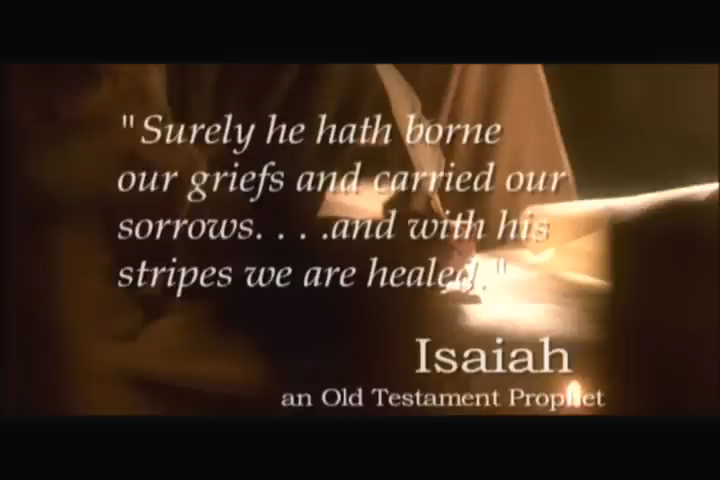 "Surely he hath borne
our griefs and carried our
sorrows. . . .and with his
stripes we are healed."
Isaiah
an Old Testament Prophet